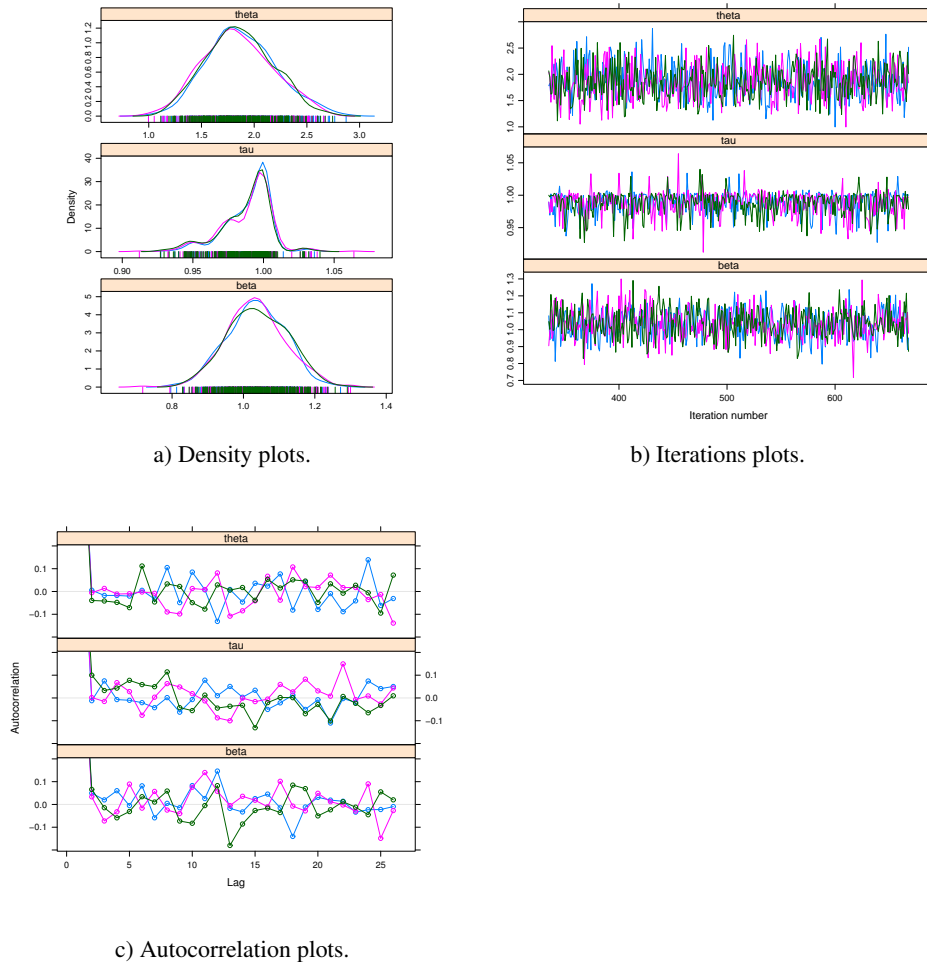 theta
0.0 0.2 0.4 0.6 0.8 1.0 1.2
1.0 1.5 2.0 2.5 3.0
tau
Density
0 10 20 30 40
0.90 0.95 1.00 1.05
beta
0 1 2 3 4 5
0.8 1.0 1.2 1.4
a) Density plots.
theta
1.0 1.5 2.0 2.5
tau
0.95 1.00 1.05
beta
0.7 0.8 0.9 1.0 1.1 1.2 1.3
400 500 600
Iteration number
b) Iterations plots.
theta
0.1
0.0
−0.1
tau
Autocorrelation
0.1
0.0
−0.1
beta
0.1
0.0
−0.1
0 5 10 15 20 25
Lag
c) Autocorrelation plots.